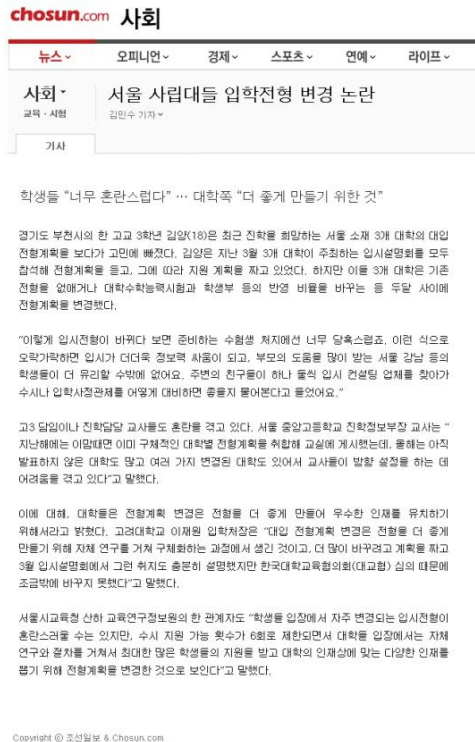 chosun.com 사회
뉴스 오피니언 경제 스포츠 연예 라이프
사회
교육 · 시험
서울 사립대들 입학전형 변경 논란
김민수 기자
기사
학생들 “너무 혼란스럽다” … 대학쪽 “더 좋게 만들기 위한 것”
경기도 부천시의 한 고교 3학년 김양(18)은 최근 진학을 희망하는 서울 소재 3개 대학의 대입
전형계획을 보다가 고민에 빠졌다. 김양은 지난 3월 3개 대학이 주최하는 입시설명회를 모두
참석해 전형계획을 듣고, 그에 따라 지원 계획을 짜고 있었다. 하지만 이들 3개 대학은 기존
전형을 없애거나 대학수학능력시험과 학생부 등의 반영 비율을 바꾸는 등 두달 사이에
전형계획을 변경했다.
“이렇게 입시전형이 바뀌다 보면 준비하는 수험생 처지에선 너무 당혹스럽죠. 이런 식으로
오락가락하면 입시가 더더욱 정보력 싸움이 되고, 부모의 도움을 많이 받는 서울 강남 등의
학생들이 더 유리할 수밖에 없어요. 주변의 친구들이 하나 둘씩 입시 컨설팅 업체를 찾아가
수시나 입학사정관제를 어떻게 대비하면 좋을지 물어본다고 들었어요.”
고3 담임이나 진학담당 교사들도 혼란을 겪고 있다. 서울 중앙고등학교 진학정보부장 교사는 “
지난해에는 이맘때면 이미 구체적인 대학별 전형계획을 취합해 교실에 게시했는데, 올해는 아직
발표하지 않은 대학도 많고 여러 가지 변경된 대학도 있어서 교사들이 방향 설정을 하는 데
어려움을 겪고 있다”고 말했다.
이에 대해, 대학들은 전형계획 변경은 전형을 더 좋게 만들어 우수한 인재를 유치하기
위해서라고 밝혔다. 고려대학교 이재원 입학처장은 “대입 전형계획 변경은 전형을 더 좋게
만들기 위해 자체 연구를 거쳐 구체화하는 과정에서 생긴 것이고, 더 많이 바꾸려고 계획을 짜고
3월 입시설명회에서 그런 취지도 충분히 설명했지만 한국대학교육협의회(대교협) 심의 때문에
조금밖에 바꾸지 못했다”고 말했다.
서울시교육청 산하 교육연구정보원의 한 관계자도 “학생들 입장에서 자주 변경되는 입시전형이
혼란스러울 수는 있지만, 수시 지원 가능 횟수가 6회로 제한되면서 대학들 입장에서는 자체
연구와 절차를 거쳐서 최대한 많은 학생들의 지원을 받고 대학의 인재상에 맞는 다양한 인재를
뽑기 위해 전형계획을 변경한 것으로 보인다”고 말했다.
Copyright ⓒ 조선일보 & Chosun.com